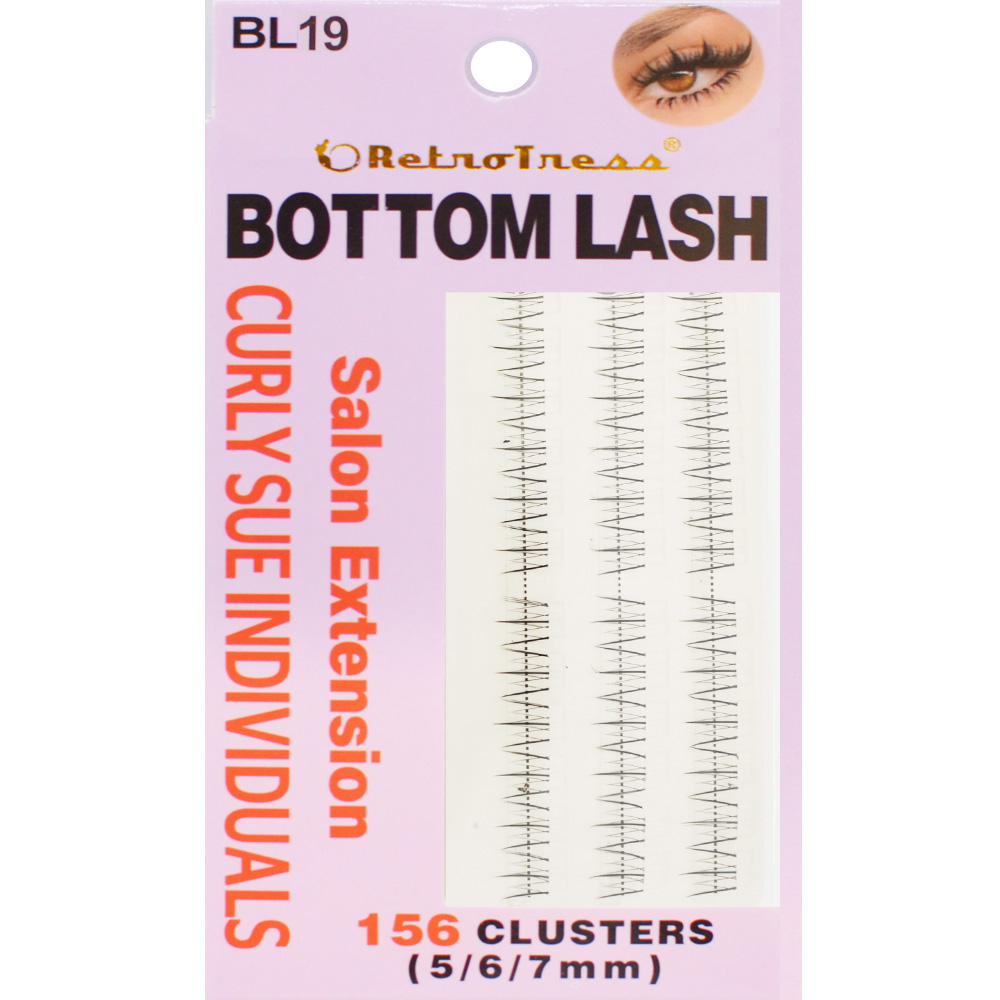 BL19
RetroTress®
BOTTOM LASH
CURLY SUE INDIVIDUALS
Salon Extension
156 CLUSTERS
(5/6/7mm)